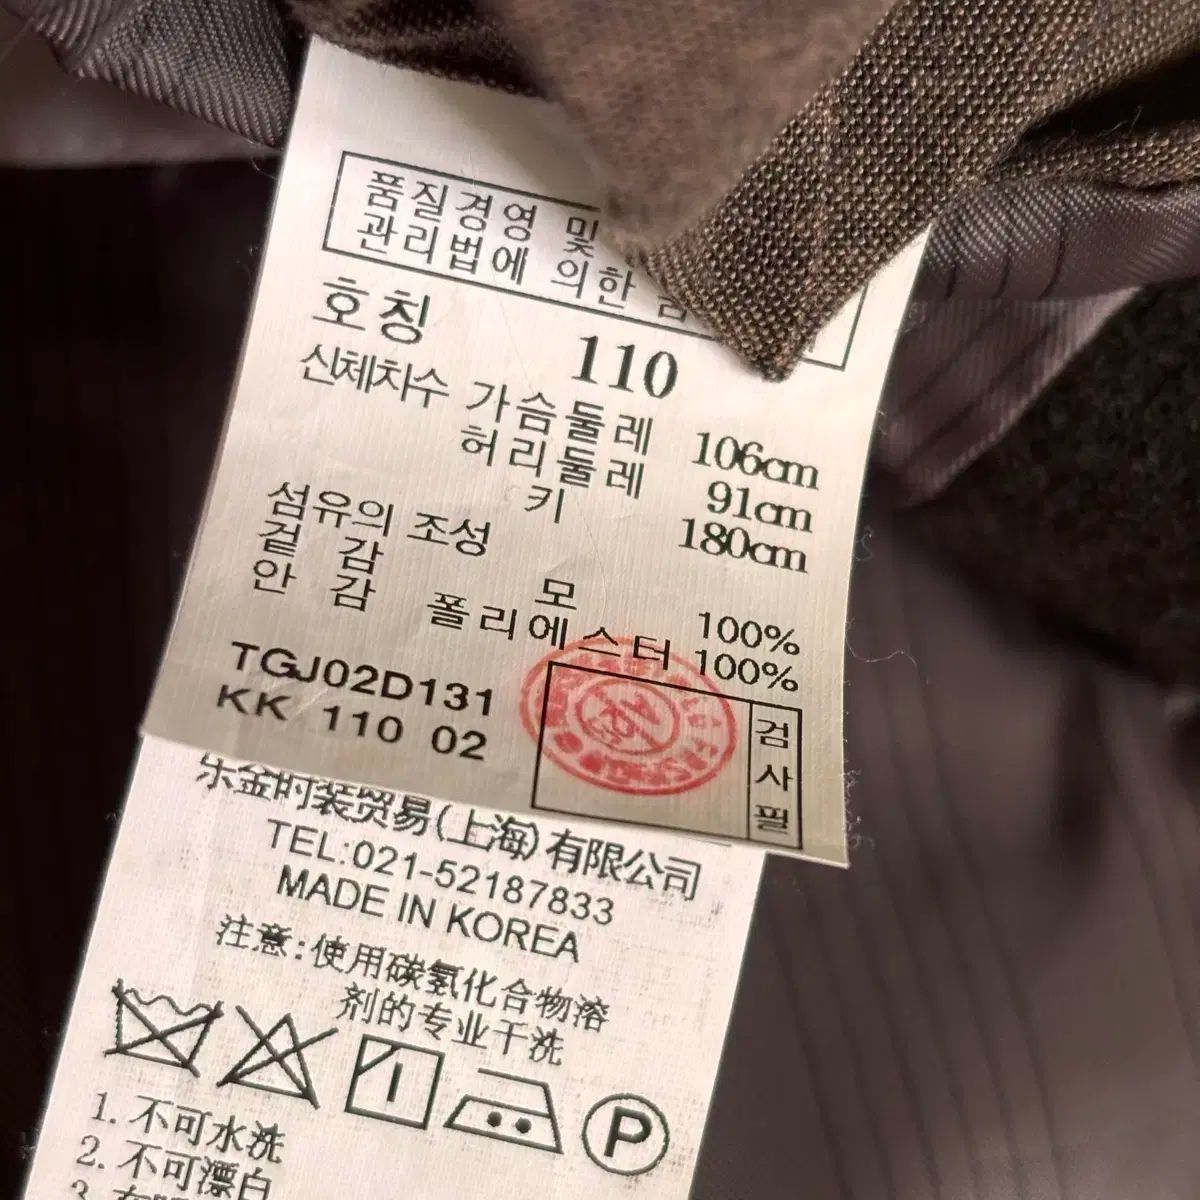 품질경영 및
관리법에 의한
호칭 110
신체치수 가슴둘레 106cm
허리둘레 91cm
키 180cm
섬유의 조성
겉감 모 100%
안감 폴리에스터 100%
TGJ02D131
KK 110 02
검사필
乐金时装贸易(上海)有限公司
TEL:021-52187833
MADE IN KOREA
注意:使用碳氢化合物溶
剂的专业干洗
P
1.不可水洗
2.不可漂白
3.